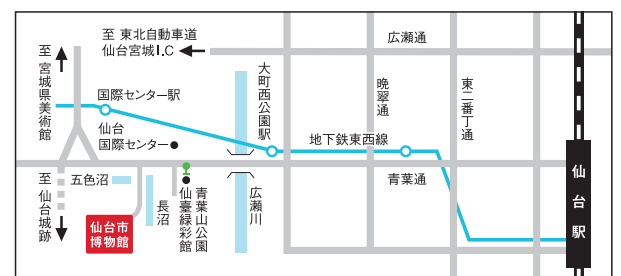 至 東北自動車道
仙台宮城I.C
広瀬通
至 宮城県美術館
国際センター駅
仙台
国際センター
大町西公園駅
晩翠通
東二番丁通
地下鉄東西線
青葉通
至 仙台城跡
五色沼
長沼
仙臺緑彩館
青葉山公園
広瀬川
仙台市
博物館
仙台駅